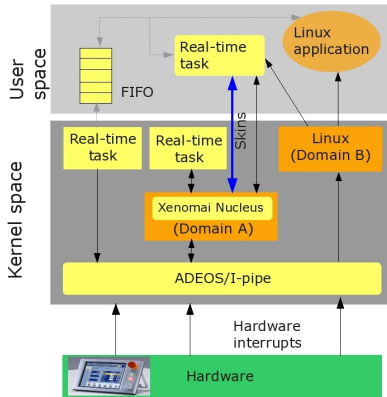 User
space
Real-time
task
Linux
application
FIFO
Skins
Kernel space
Real-time
task
Real-time
task
Linux
(Domain B)
Xenomai Nucleus
(Domain A)
ADEOS/I-pipe
Hardware
interrupts
Hardware